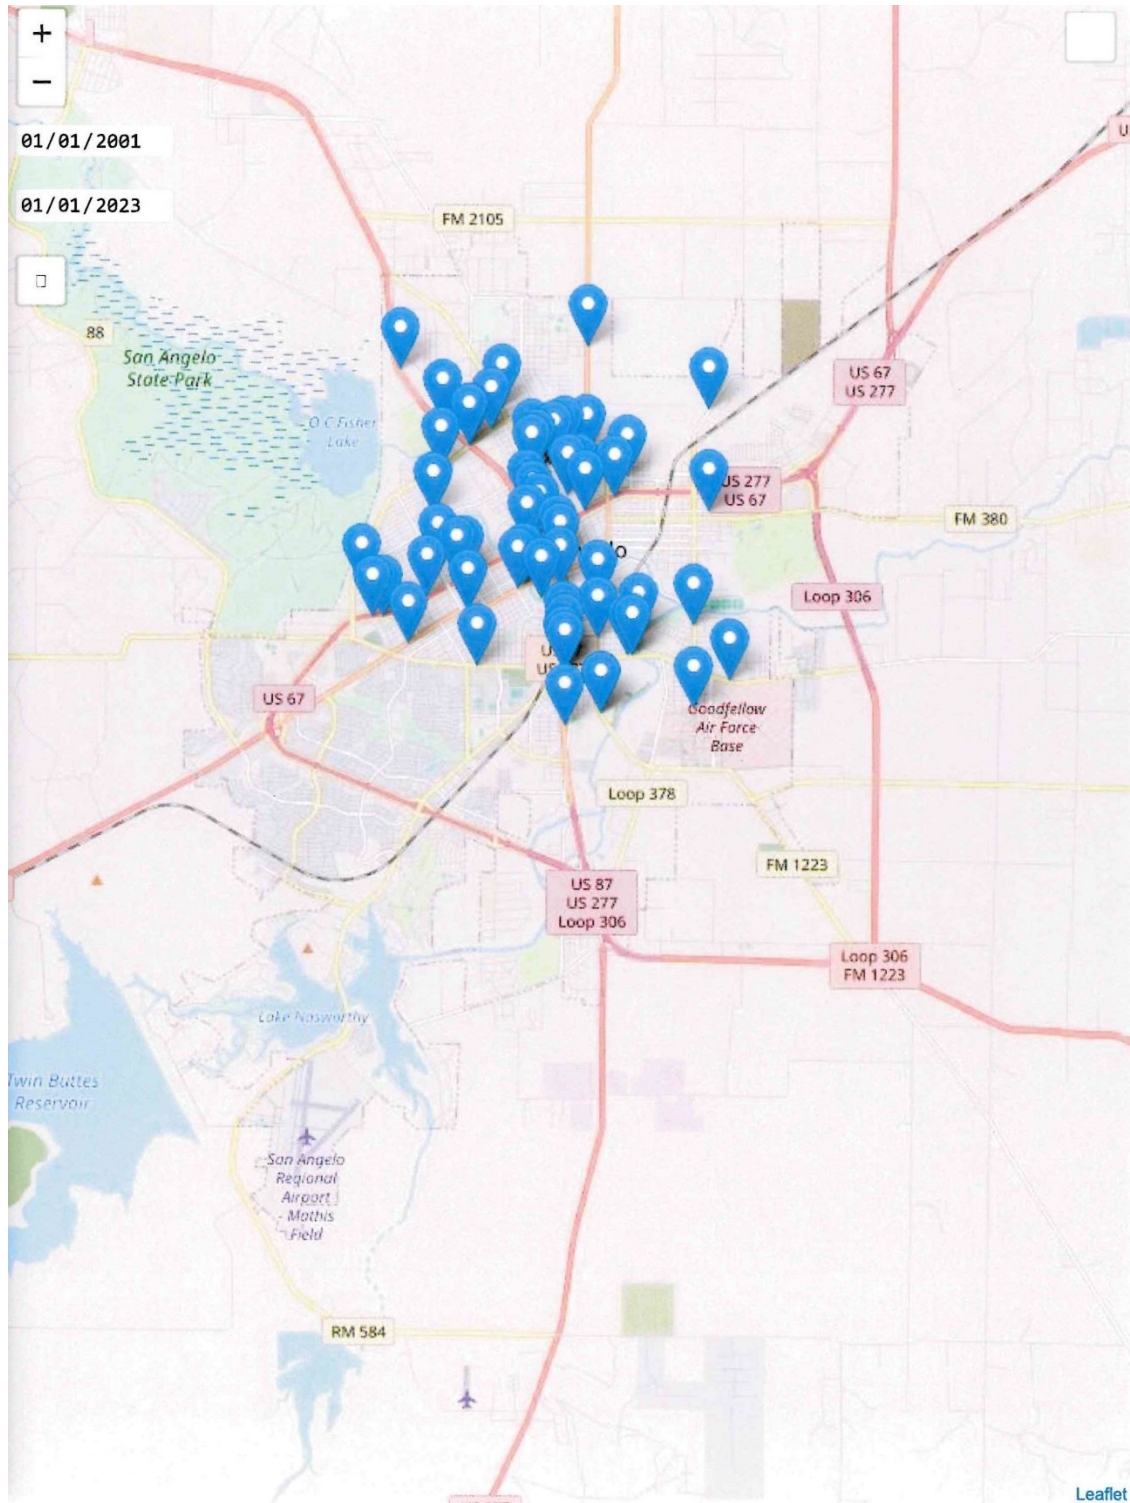 +
−
01/01/2001
01/01/2023
FM 2105
88
San Angelo
State Park
O C Fisher
Lake
US 67
US 277
US 277
US 67
FM 380
Loop 306
US 67
Goodfellow
Air Force
Base
Loop 378
FM 1223
US 87
US 277
Loop 306
Loop 306
FM 1223
Lake Nasworthy
Twin Buttes
Reservoir
San Angelo
Regional
Airport
- Mathis
Field
RM 584
Leaflet